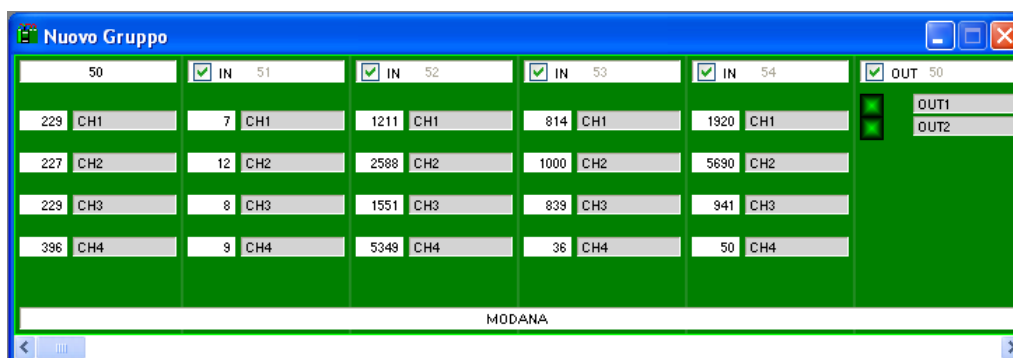 Nuovo Gruppo
50 IN 51 IN 52 IN 53 IN 54 OUT 50
OUT1
229 CH1 7 CH1 1211 CH1 814 CH1 1920 CH1
OUT2
227 CH2 12 CH2 2588 CH2 1000 CH2 5690 CH2
229 CH3 8 CH3 1551 CH3 839 CH3 941 CH3
396 CH4 9 CH4 5349 CH4 36 CH4 50 CH4
MODANA